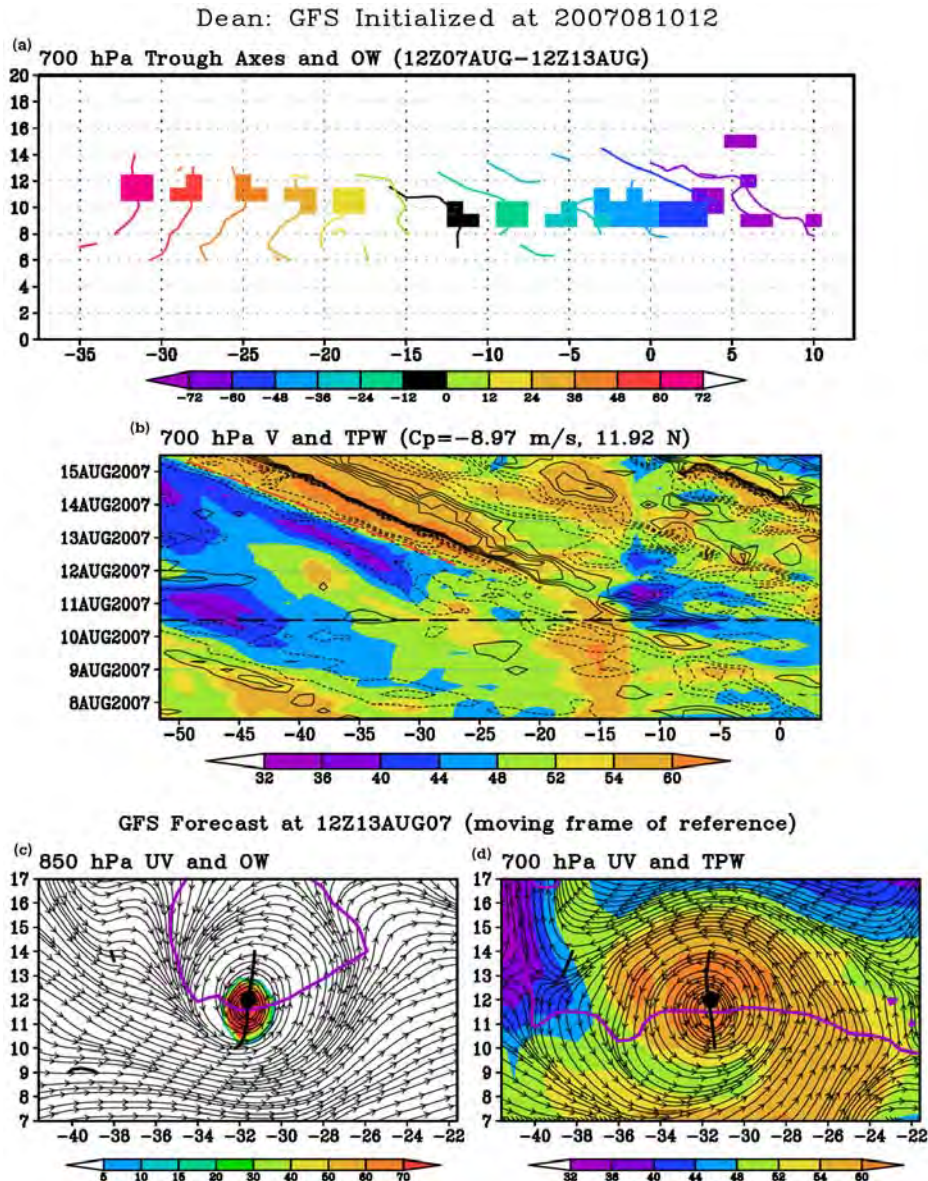 Dean: GFS Initialized at 2007081012
(a) 700 hPa Trough Axes and OW (12Z07AUG-12Z13AUG)
20
18
16
14
12
10
8
6
4
2
0
-35 -30 -25 -20 -15 -10 -5 0 5 10
-72 -60 -48 -36 -24 -12 0 12 24 36 48 60 72
(b) 700 hPa V and TPW (Cp=-8.97 m/s, 11.92 N)
15AUG2007
14AUG2007
13AUG2007
12AUG2007
11AUG2007
10AUG2007
9AUG2007
8AUG2007
-50 -45 -40 -35 -30 -25 -20 -15 -10 -5 0
32 36 40 44 48 52 54 60
GFS Forecast at 12Z13AUG07 (moving frame of reference)
(c) 850 hPa UV and OW
17
16
15
14
13
12
11
10
9
8
7
-40 -38 -36 -34 -32 -30 -28 -26 -24 -22
5 10 15 20 30 40 50 60 70
(d) 700 hPa UV and TPW
17
16
15
14
13
12
11
10
9
8
7
-40 -38 -36 -34 -32 -30 -28 -26 -24 -22
32 36 40 44 48 52 54 60